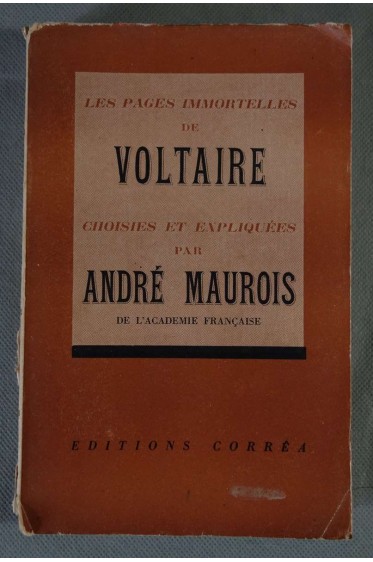 LES PAGES IMMORTELLES
DE
VOLTAIRE
CHOISIES ET EXPLIQUÉES
PAR
ANDRÉ MAUROIS
DE L'ACADEMIE FRANÇAISE
EDITIONS CORRÊA